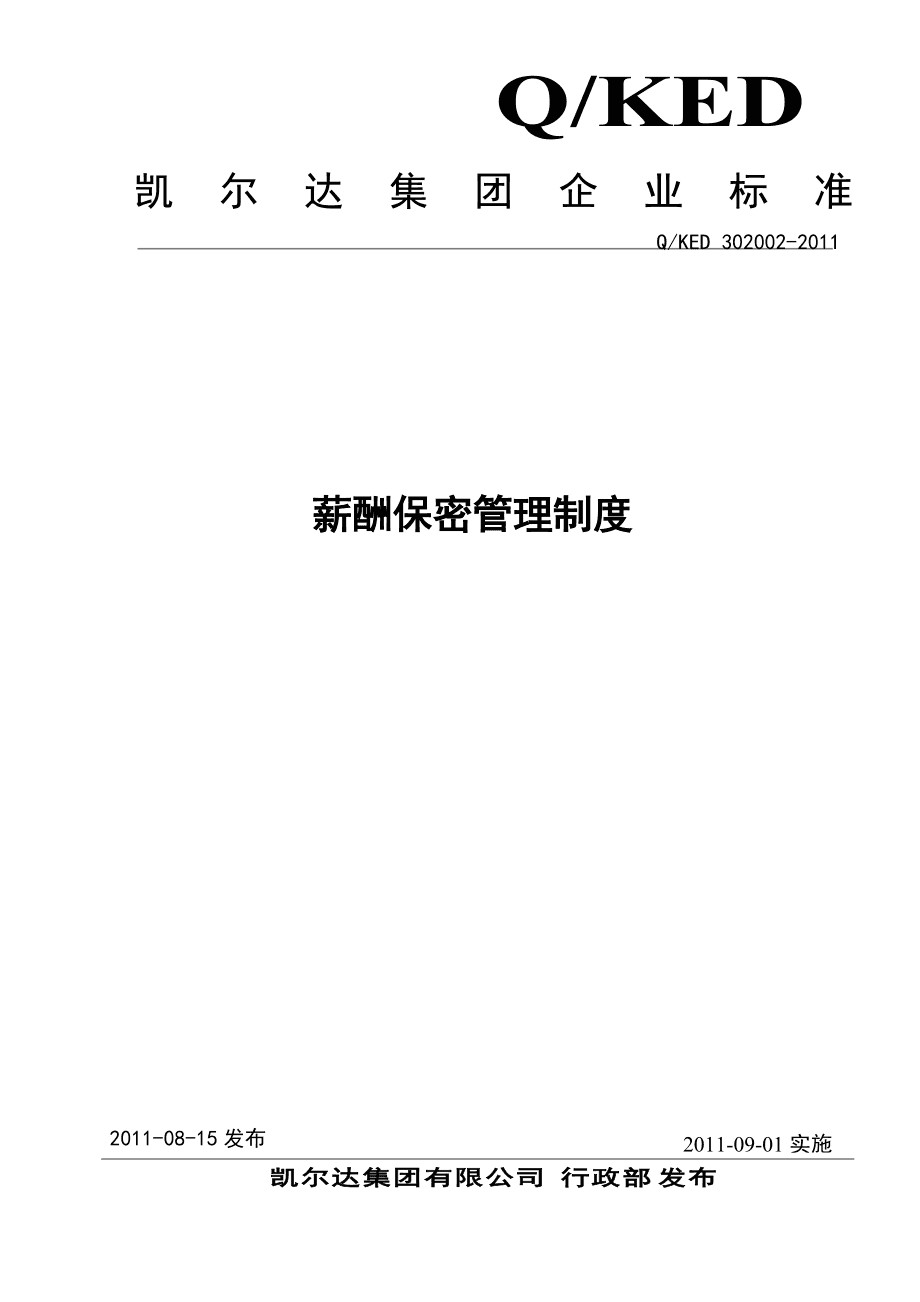 Q/KED
凯尔达集团企业标准
Q/KED 302002-2011
薪酬保密管理制度
2011-08-15 发布
2011-09-01 实施
凯尔达集团有限公司 行政部 发布